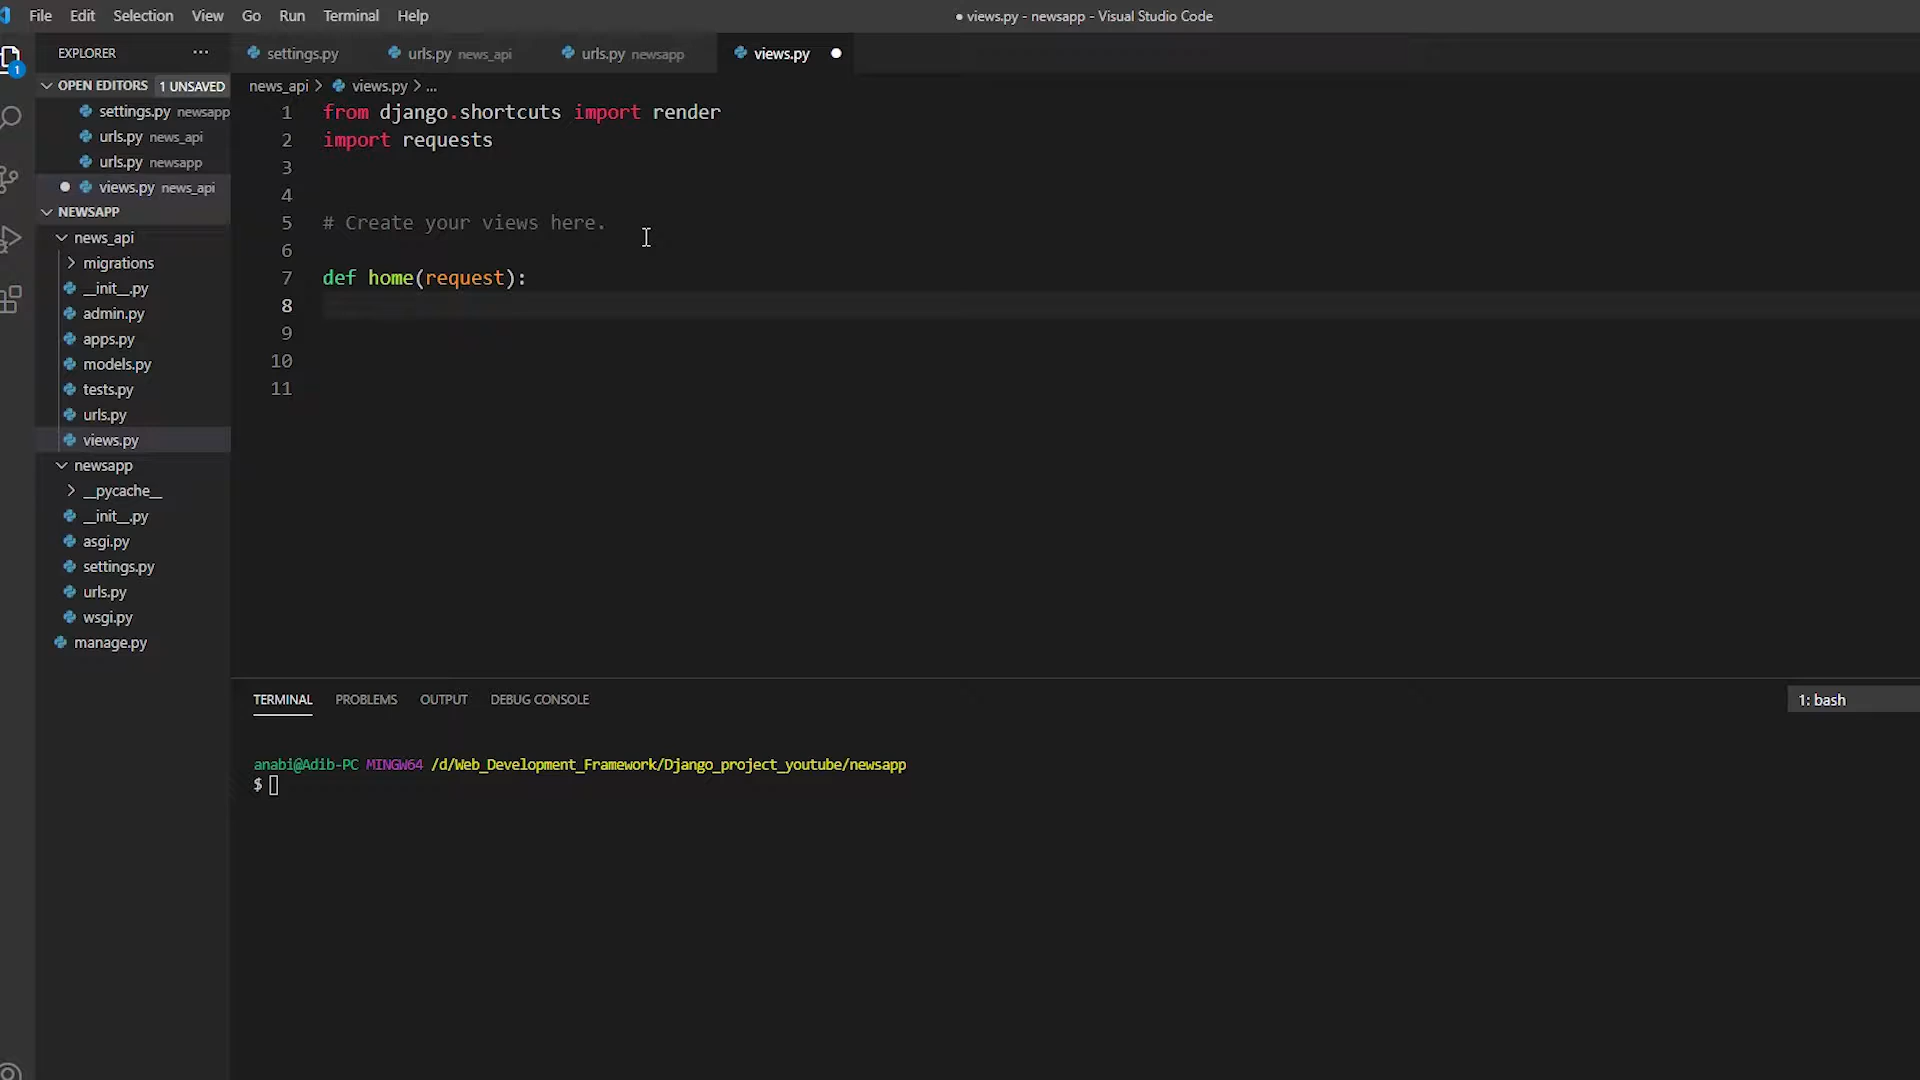 File Edit Selection View Go Run Terminal Help
● views.py - newsapp - Visual Studio Code
EXPLORER ...
settings.py
urls.py news_api
urls.py newsapp
views.py
OPEN EDITORS 1 UNSAVED
settings.py newsapp
urls.py news_api
urls.py newsapp
views.py news_api
NEWSAPP
news_api
migrations
__init__.py
admin.py
apps.py
models.py
tests.py
urls.py
views.py
newsapp
__pycache__
__init__.py
asgi.py
settings.py
urls.py
wsgi.py
manage.py
1
news_api > views.py > ...
1 from django.shortcuts import render
2 import requests
3
4
5 # Create your views here.
6
7 def home(request):
8
9
10
11
TERMINAL PROBLEMS OUTPUT DEBUG CONSOLE
1: bash
anabi@Adib-PC MINGW64 /d/Web_Development_Framework/Django_project_youtube/newsapp
$